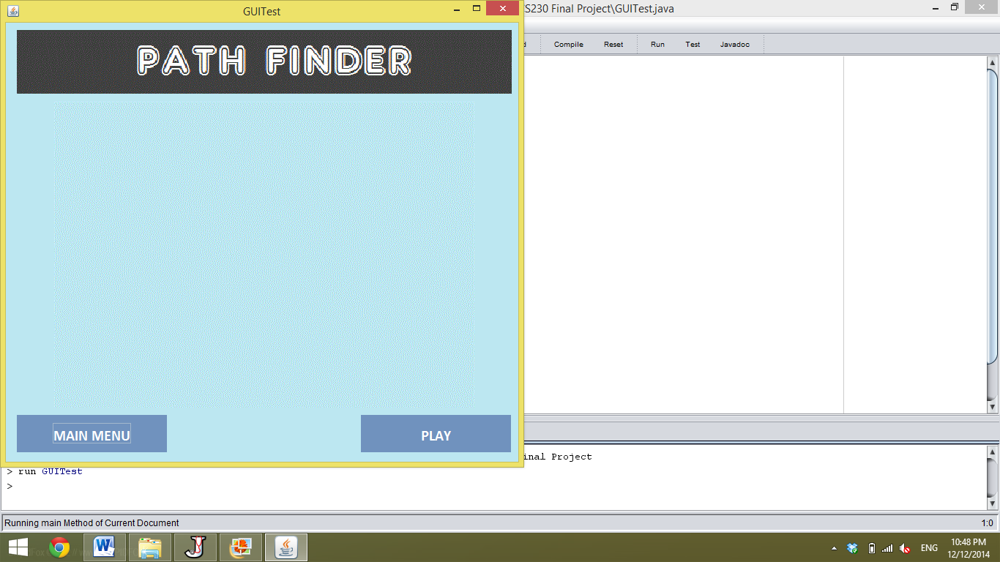 GUITest
S230 Final Project\GUITest.java
Compile Reset Run Test Javadoc
PATH FINDER
MAIN MENU
PLAY
inal Project
> run GUITest
>
Running main Method of Current Document
1:0
ENG
10:48 PM
12/12/2014